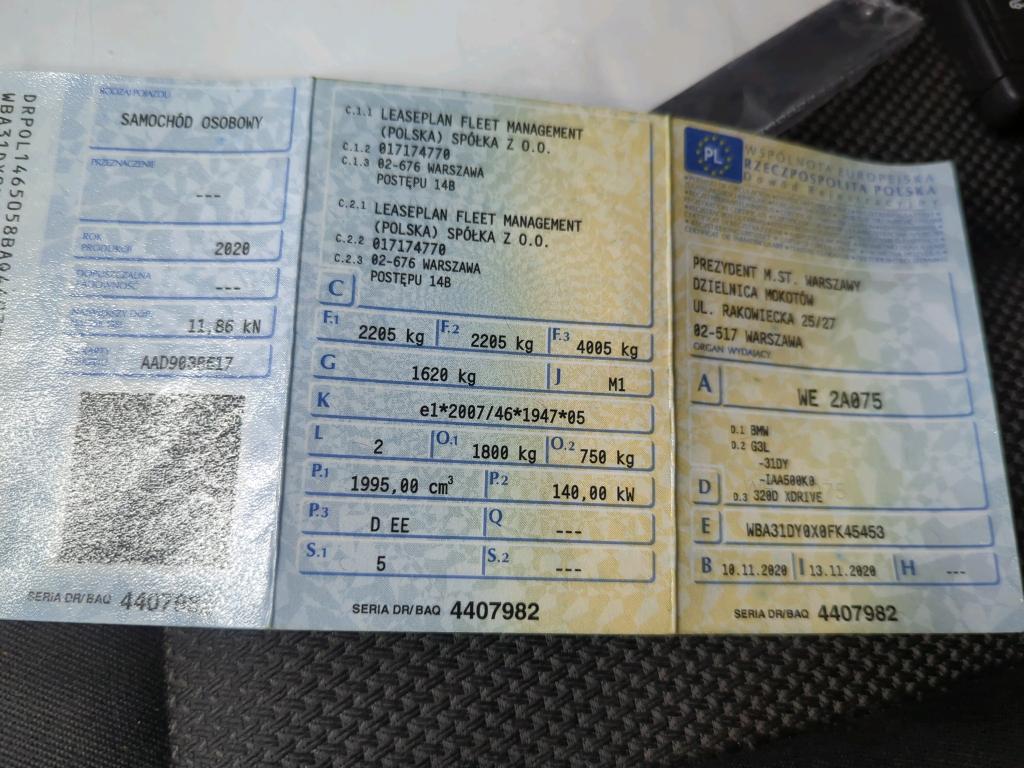 RODZAJ POJAZDU
SAMOCHÓD OSOBOWY
PRZEZNACZENIE
---
ROK
PRODUKCJI
2020
DOPUSZCZALNA
ŁADOWNOŚĆ
---
11,86 kN
SERIA DR/BAQ
C.1.1 LEASEPLAN FLEET MANAGEMENT
(POLSKA) SPÓŁKA Z O.O.
C.1.2 017174770
C.1.3 02-676 WARSZAWA
POSTĘPU 14B
C.2.1 LEASEPLAN FLEET MANAGEMENT
(POLSKA) SPÓŁKA Z O.O.
C.2.2 017174770
C.2.3 02-676 WARSZAWA
POSTĘPU 14B
C
F.1 2205 kg F.2 2205 kg F.3 4005 kg
G 1620 kg J M1
K e1*2007/46*1947*05
L 2 O.1 1800 kg O.2 750 kg
P.1 1995,00 cm³ P.2 140,00 kW
P.3 D EE Q ---
S.1 5 S.2 ---
SERIA DR/BAQ 4407982
PL
WSPÓLNOTA EUROPEJSKA
RZECZPOSPOLITA POLSKA
Dowód Rejestracyjny
PREZYDENT M.ST. WARSZAWY
DZIELNICA MOKOTÓW
UL. RAKOWIECKA 25/27
02-517 WARSZAWA
ORGAN WYDAJĄCY
A WE 2A075
D.1 BMW
D.2 G3L
-31DY
-IAA500K0
D D.3 320D XDRIVE
E WBA31DY0X0FK45453
B 10.11.2020 I 13.11.2020 H ---
SERIA DR/BAQ 4407982